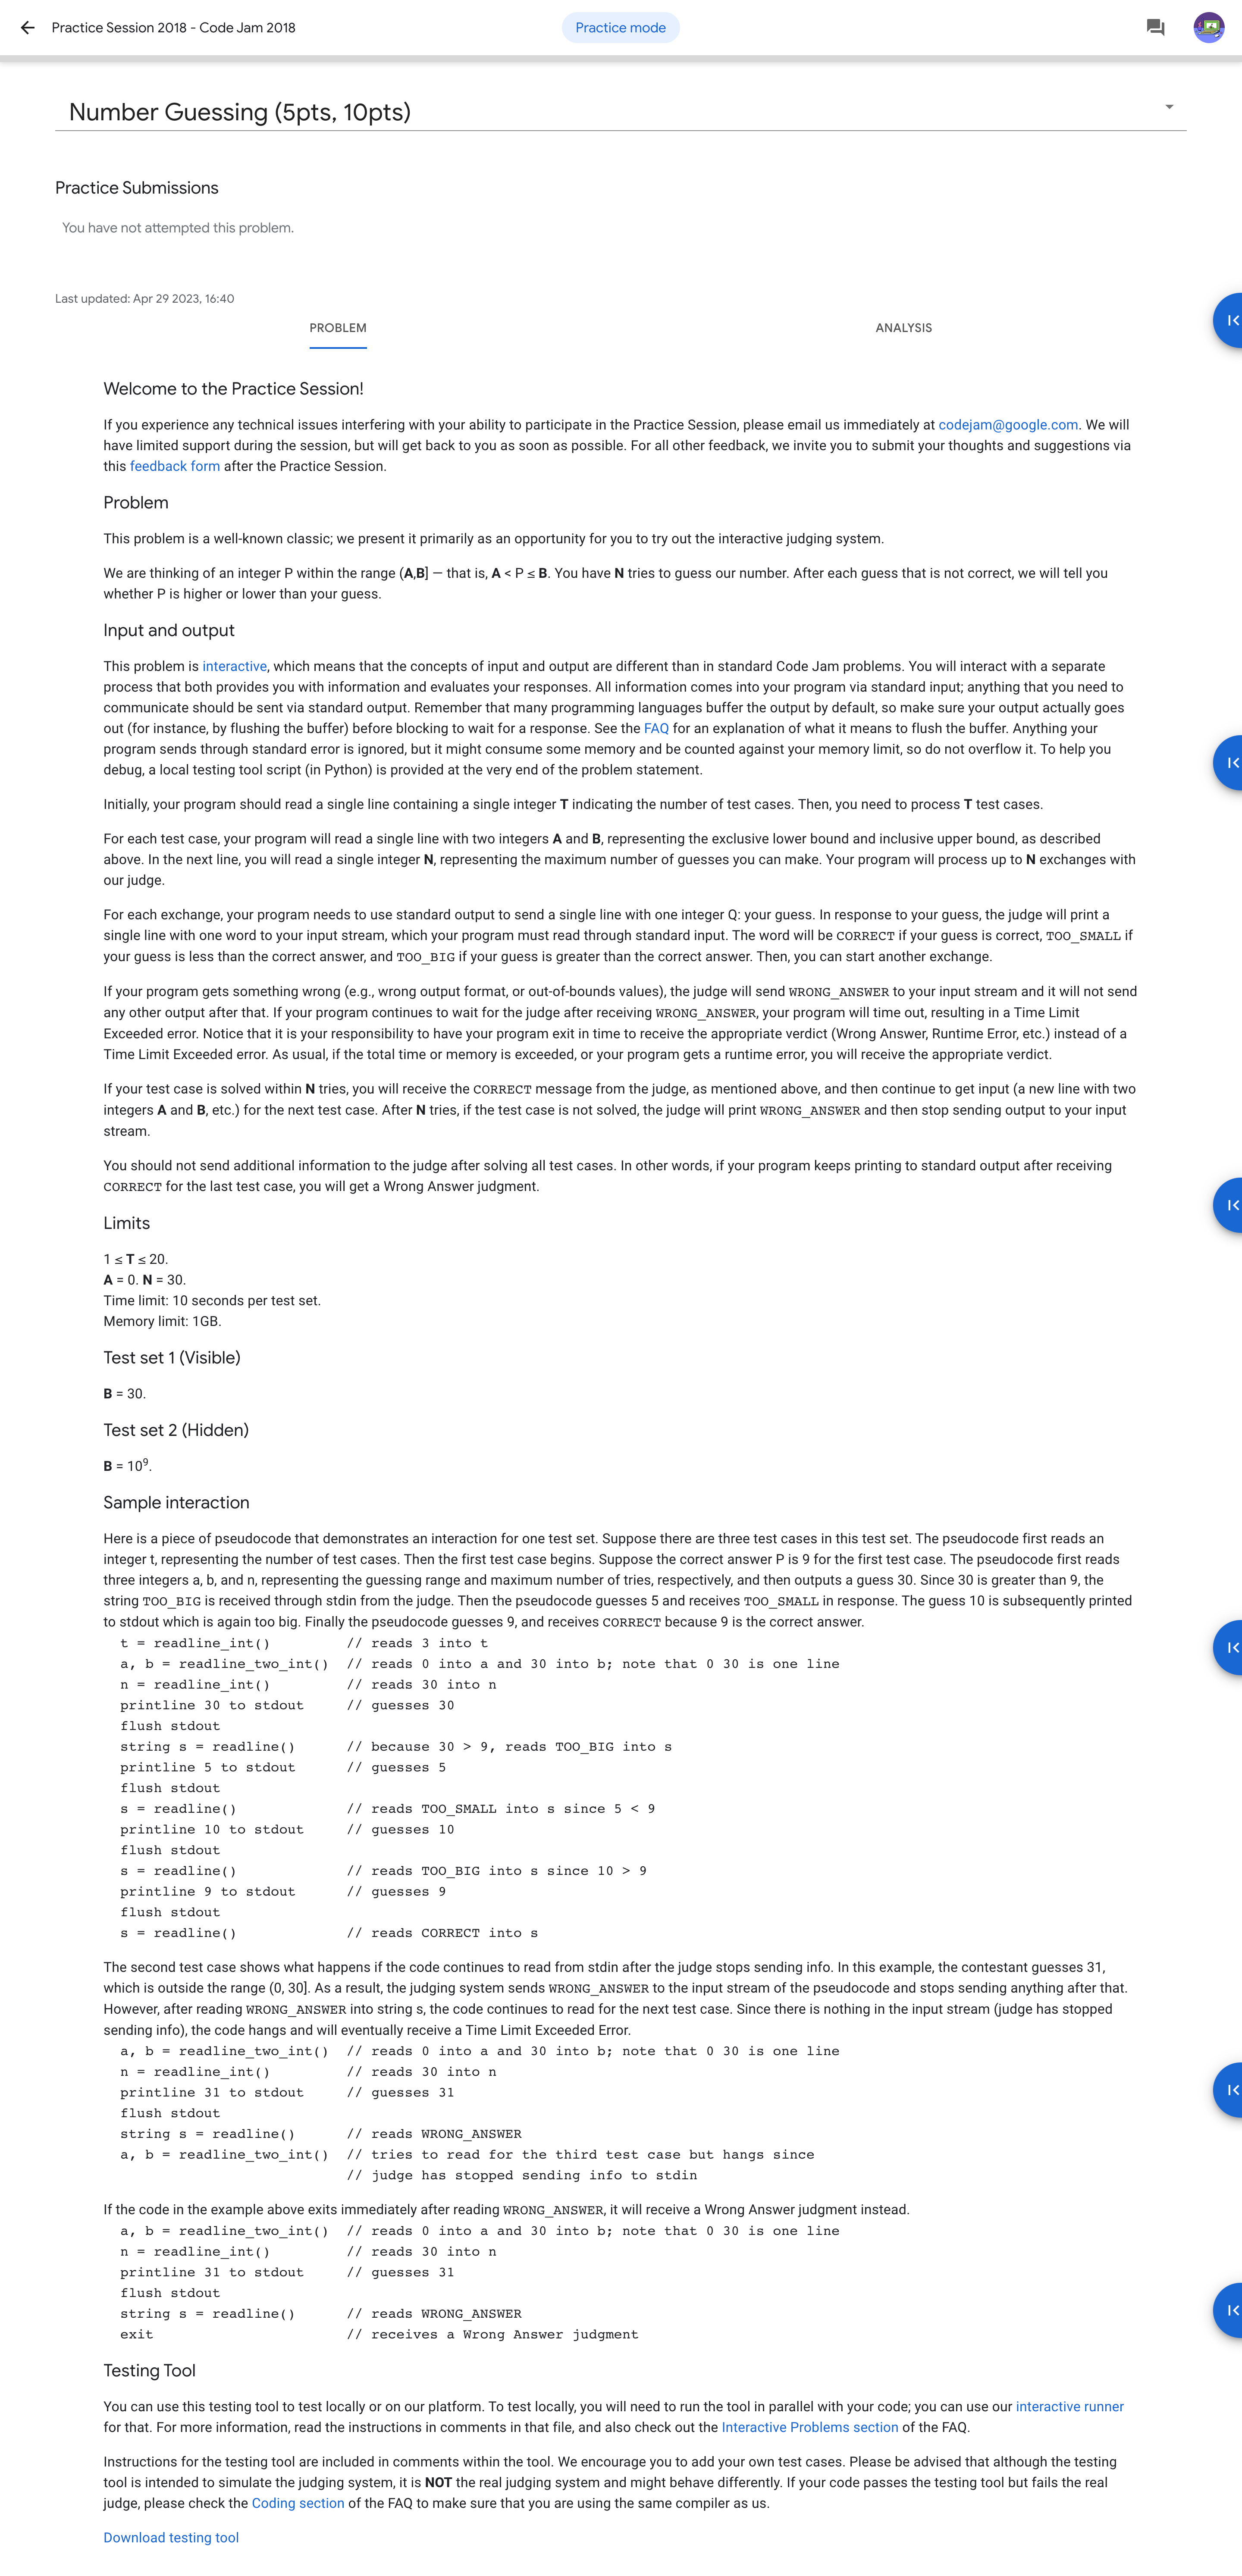 Practice Session 2018 - Code Jam 2018
Practice mode
Number Guessing (5pts, 10pts)
Practice Submissions
You have not attempted this problem.
Last updated: Apr 29 2023, 16:40
PROBLEM
ANALYSIS
Welcome to the Practice Session!
If you experience any technical issues interfering with your ability to participate in the Practice Session, please email us immediately at codejam@google.com. We will
have limited support during the session, but will get back to you as soon as possible. For all other feedback, we invite you to submit your thoughts and suggestions via
this feedback form after the Practice Session.
Problem
This problem is a well-known classic; we present it primarily as an opportunity for you to try out the interactive judging system.
We are thinking of an integer P within the range (A,B] — that is, A < P ≤ B. You have N tries to guess our number. After each guess that is not correct, we will tell you
whether P is higher or lower than your guess.
Input and output
This problem is interactive, which means that the concepts of input and output are different than in standard Code Jam problems. You will interact with a separate
process that both provides you with information and evaluates your responses. All information comes into your program via standard input; anything that you need to
communicate should be sent via standard output. Remember that many programming languages buffer the output by default, so make sure your output actually goes
out (for instance, by flushing the buffer) before blocking to wait for a response. See the FAQ for an explanation of what it means to flush the buffer. Anything your
program sends through standard error is ignored, but it might consume some memory and be counted against your memory limit, so do not overflow it. To help you
debug, a local testing tool script (in Python) is provided at the very end of the problem statement.
Initially, your program should read a single line containing a single integer T indicating the number of test cases. Then, you need to process T test cases.
For each test case, your program will read a single line with two integers A and B, representing the exclusive lower bound and inclusive upper bound, as described
above. In the next line, you will read a single integer N, representing the maximum number of guesses you can make. Your program will process up to N exchanges with
our judge.
For each exchange, your program needs to use standard output to send a single line with one integer Q: your guess. In response to your guess, the judge will print a
single line with one word to your input stream, which your program must read through standard input. The word will be CORRECT if your guess is correct, TOO_SMALL if
your guess is less than the correct answer, and TOO_BIG if your guess is greater than the correct answer. Then, you can start another exchange.
If your program gets something wrong (e.g., wrong output format, or out-of-bounds values), the judge will send WRONG_ANSWER to your input stream and it will not send
any other output after that. If your program continues to wait for the judge after receiving WRONG_ANSWER, your program will time out, resulting in a Time Limit
Exceeded error. Notice that it is your responsibility to have your program exit in time to receive the appropriate verdict (Wrong Answer, Runtime Error, etc.) instead of a
Time Limit Exceeded error. As usual, if the total time or memory is exceeded, or your program gets a runtime error, you will receive the appropriate verdict.
If your test case is solved within N tries, you will receive the CORRECT message from the judge, as mentioned above, and then continue to get input (a new line with two
integers A and B, etc.) for the next test case. After N tries, if the test case is not solved, the judge will print WRONG_ANSWER and then stop sending output to your input
stream.
You should not send additional information to the judge after solving all test cases. In other words, if your program keeps printing to standard output after receiving
CORRECT for the last test case, you will get a Wrong Answer judgment.
Limits
1 ≤ T ≤ 20.
A = 0. N = 30.
Time limit: 10 seconds per test set.
Memory limit: 1GB.
Test set 1 (Visible)
B = 30.
Test set 2 (Hidden)
B = 10⁹.
Sample interaction
Here is a piece of pseudocode that demonstrates an interaction for one test set. Suppose there are three test cases in this test set. The pseudocode first reads an
integer t, representing the number of test cases. Then the first test case begins. Suppose the correct answer P is 9 for the first test case. The pseudocode first reads
three integers a, b, and n, representing the guessing range and maximum number of tries, respectively, and then outputs a guess 30. Since 30 is greater than 9, the
string TOO_BIG is received through stdin from the judge. Then the pseudocode guesses 5 and receives TOO_SMALL in response. The guess 10 is subsequently printed
to stdout which is again too big. Finally the pseudocode guesses 9, and receives CORRECT because 9 is the correct answer.
t = readline_int() // reads 3 into t
a, b = readline_two_int() // reads 0 into a and 30 into b; note that 0 30 is one line
n = readline_int() // reads 30 into n
printline 30 to stdout // guesses 30
flush stdout
string s = readline() // because 30 > 9, reads TOO_BIG into s
printline 5 to stdout // guesses 5
flush stdout
s = readline() // reads TOO_SMALL into s since 5 < 9
printline 10 to stdout // guesses 10
flush stdout
s = readline() // reads TOO_BIG into s since 10 > 9
printline 9 to stdout // guesses 9
flush stdout
s = readline() // reads CORRECT into s
The second test case shows what happens if the code continues to read from stdin after the judge stops sending info. In this example, the contestant guesses 31,
which is outside the range (0, 30]. As a result, the judging system sends WRONG_ANSWER to the input stream of the pseudocode and stops sending anything after that.
However, after reading WRONG_ANSWER into string s, the code continues to read for the next test case. Since there is nothing in the input stream (judge has stopped
sending info), the code hangs and will eventually receive a Time Limit Exceeded Error.
a, b = readline_two_int() // reads 0 into a and 30 into b; note that 0 30 is one line
n = readline_int() // reads 30 into n
printline 31 to stdout // guesses 31
flush stdout
string s = readline() // reads WRONG_ANSWER
a, b = readline_two_int() // tries to read for the third test case but hangs since
// judge has stopped sending info to stdin
If the code in the example above exits immediately after reading WRONG_ANSWER, it will receive a Wrong Answer judgment instead.
a, b = readline_two_int() // reads 0 into a and 30 into b; note that 0 30 is one line
n = readline_int() // reads 30 into n
printline 31 to stdout // guesses 31
flush stdout
string s = readline() // reads WRONG_ANSWER
exit // receives a Wrong Answer judgment
Testing Tool
You can use this testing tool to test locally or on our platform. To test locally, you will need to run the tool in parallel with your code; you can use our interactive runner
for that. For more information, read the instructions in comments in that file, and also check out the Interactive Problems section of the FAQ.
Instructions for the testing tool are included in comments within the tool. We encourage you to add your own test cases. Please be advised that although the testing
tool is intended to simulate the judging system, it is NOT the real judging system and might behave differently. If your code passes the testing tool but fails the real
judge, please check the Coding section of the FAQ to make sure that you are using the same compiler as us.
Download testing tool